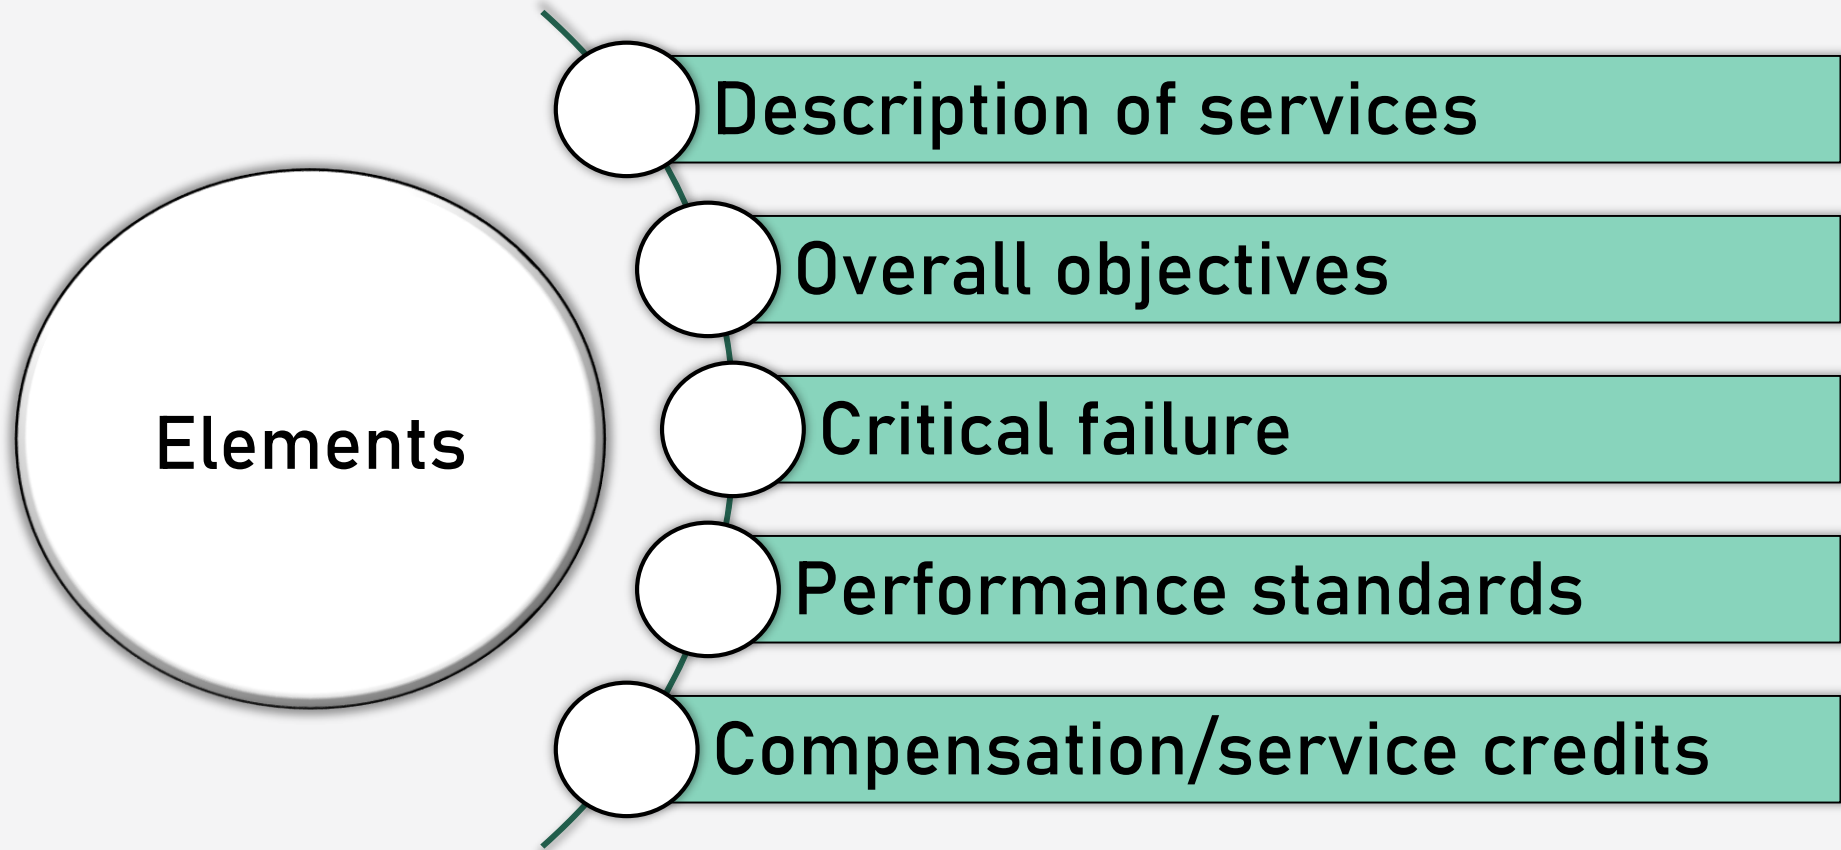 Elements
Description of services
Overall objectives
Critical failure
Performance standards
Compensation/service credits